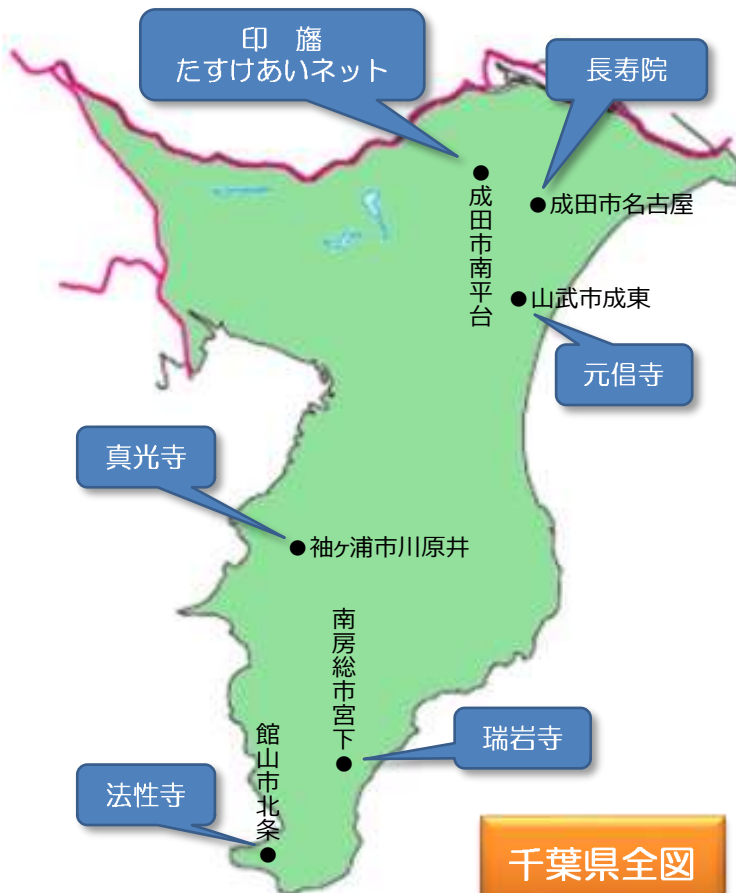 印 旛
たすけあいネット
長寿院
成田市南平台
成田市名古屋
山武市成東
元倡寺
真光寺
袖ヶ浦市川原井
南房総市宮下
瑞岩寺
館山市北条
法性寺
千葉県全図